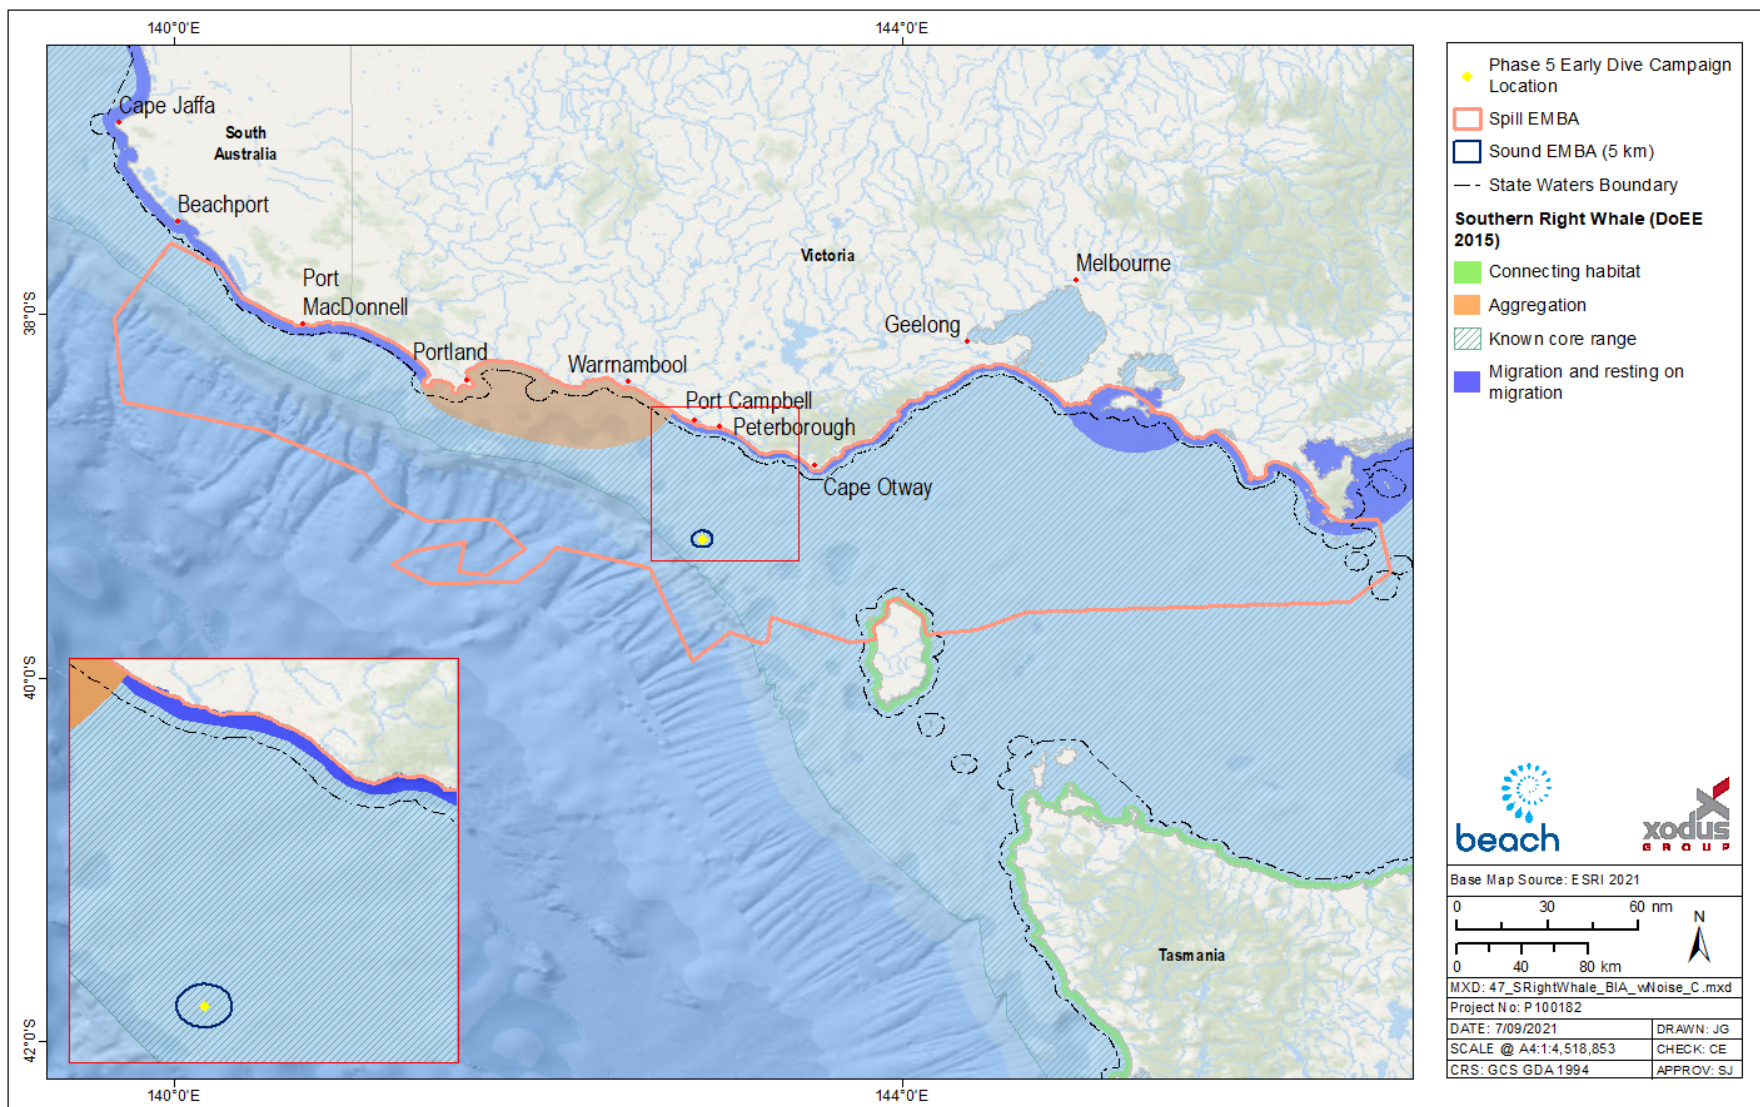 140°0'E
144°0'E
Cape Jaffa
South
Australia
Beachport
Victoria
Melbourne
Port
MacDonnell
38°0'S
Geelong
Portland
Warrnambool
Port Campbell
Peterborough
Cape Otway
40°0'S
Tasmania
42°0'S
140°0'E
144°0'E
Phase 5 Early Dive Campaign
Location
Spill EMBA
Sound EMBA (5 km)
State Waters Boundary
Southern Right Whale (DoEE
2015)
Connecting habitat
Aggregation
Known core range
Migration and resting on
migration
beach
xodus
GROUP
Base Map Source: ESRI 2021
0 30 60 nm
N
0 40 80 km
MXD: 47_SRightWhale_BIA_wNoise_C.mxd
Project No: P100182
DATE: 7/09/2021 DRAWN: JG
SCALE @ A4:1:4,518,853 CHECK: CE
CRS: GCS GDA 1994 APPROV: SJ